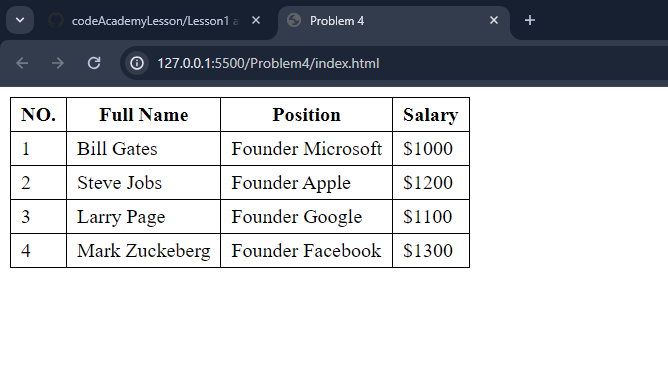 codeAcademyLesson/Lesson1 a
Problem 4
127.0.0.1:5500/Problem4/index.html
NO. Full Name Position Salary
1 Bill Gates Founder Microsoft $1000
2 Steve Jobs Founder Apple $1200
3 Larry Page Founder Google $1100
4 Mark Zuckeberg Founder Facebook $1300